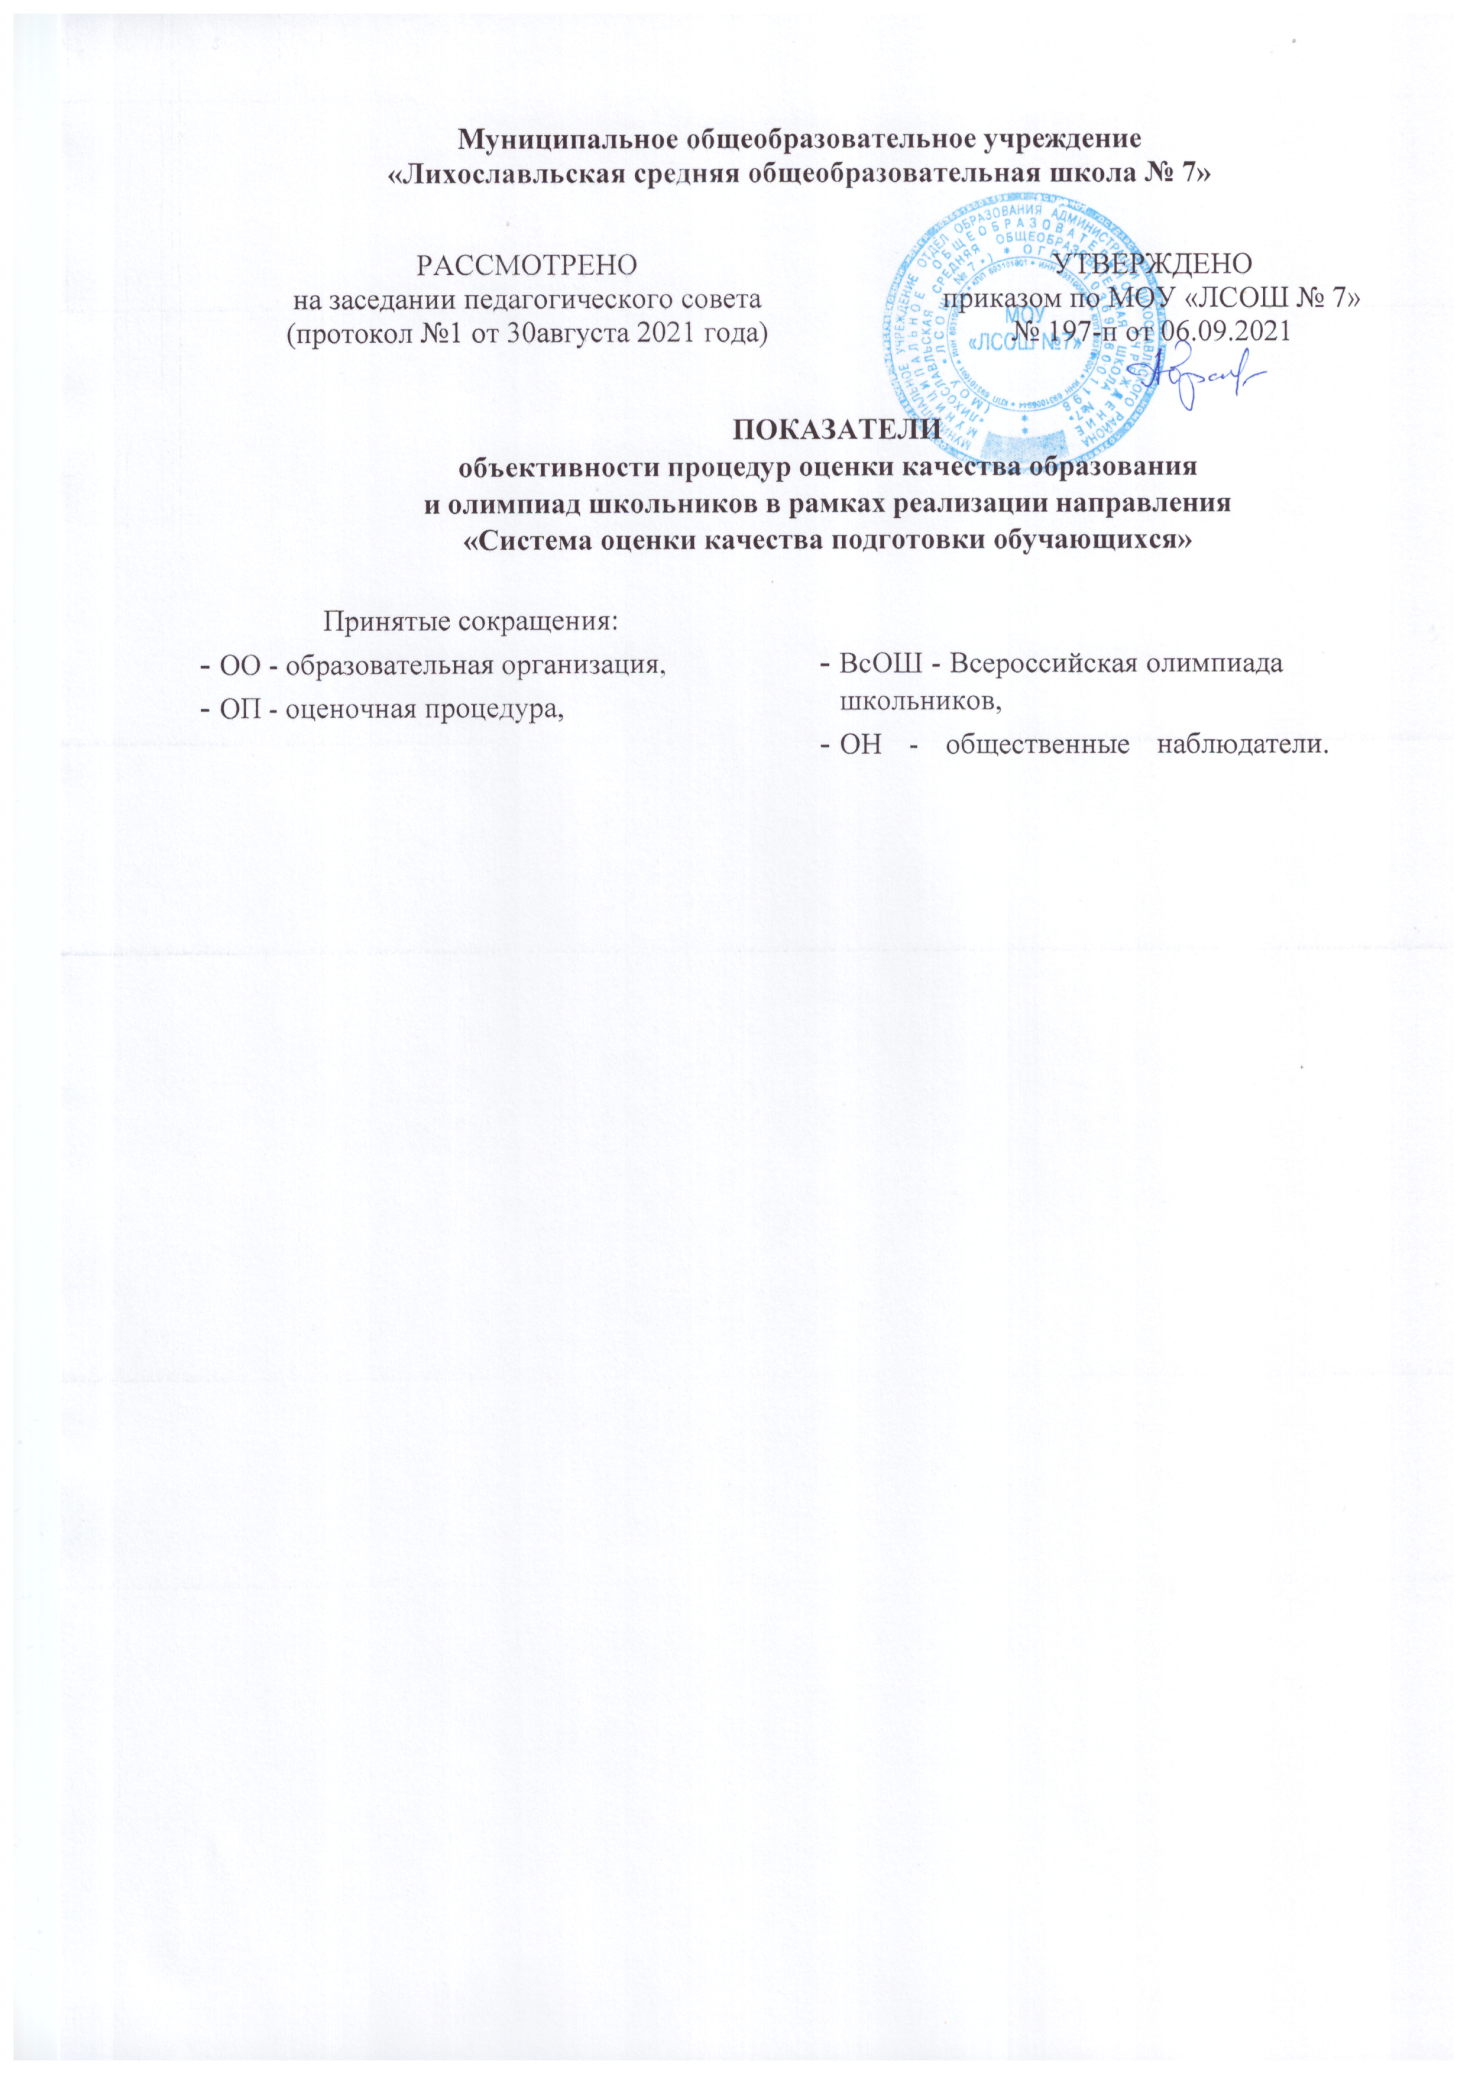 Муниципальное общеобразовательное учреждение
«Лихославльская средняя общеобразовательная школа № 7»
РАССМОТРЕНО
на заседании педагогического совета
(протокол №1 от 30августа 2021 года)
УТВЕРЖДЕНО
приказом по МОУ «ЛСОШ № 7»
№ 197-п от 06.09.2021
МОУ
«ЛСОШ №7»
ПОКАЗАТЕЛИ
объективности процедур оценки качества образования
и олимпиад школьников в рамках реализации направления
«Система оценки качества подготовки обучающихся»
Принятые сокращения:
- ОО - образовательная организация,
- ОП - оценочная процедура,
- ВсОШ - Всероссийская олимпиада
школьников,
- ОН - общественные наблюдатели.